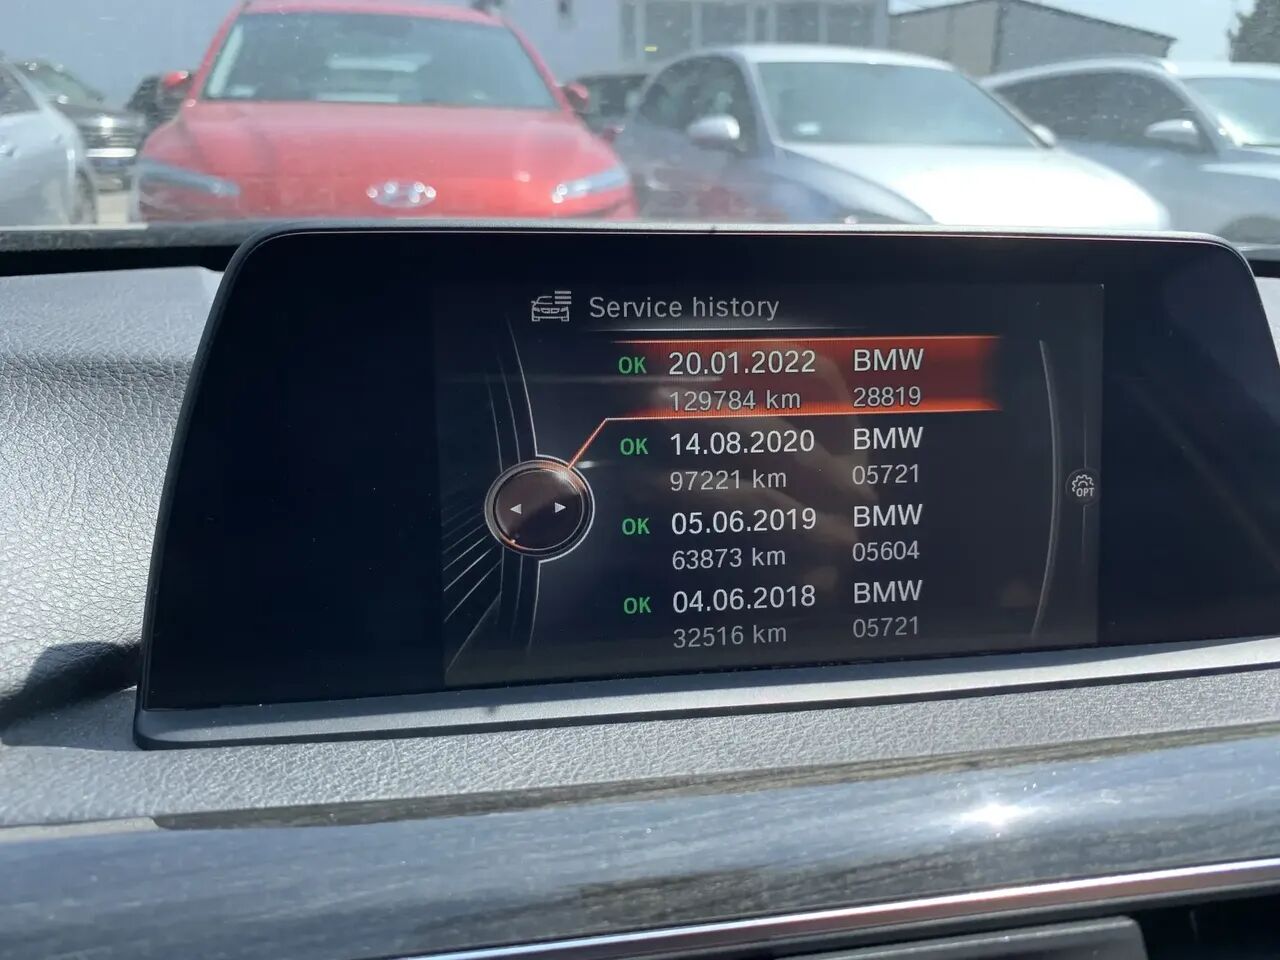 Service history
OK 20.01.2022 BMW
129784 km 28819
OK 14.08.2020 BMW
97221 km 05721
OK 05.06.2019 BMW
63873 km 05604
OK 04.06.2018 BMW
32516 km 05721
OPT